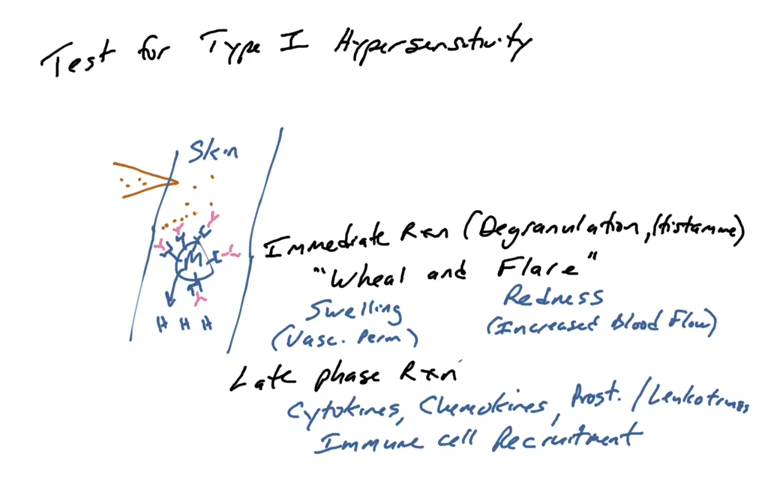 Test for Type I Hypersensitivity
Skin
M
H H H
Immediate Rxn (Degranulation, Histamine)
"Wheal and Flare"
Swelling Redness
(Vasc. Perm) (Increased Blood Flow)
Late phase Rxn
Cytokines, Chemokines, Prost. / Leukotrienes
Immune cell Recruitment